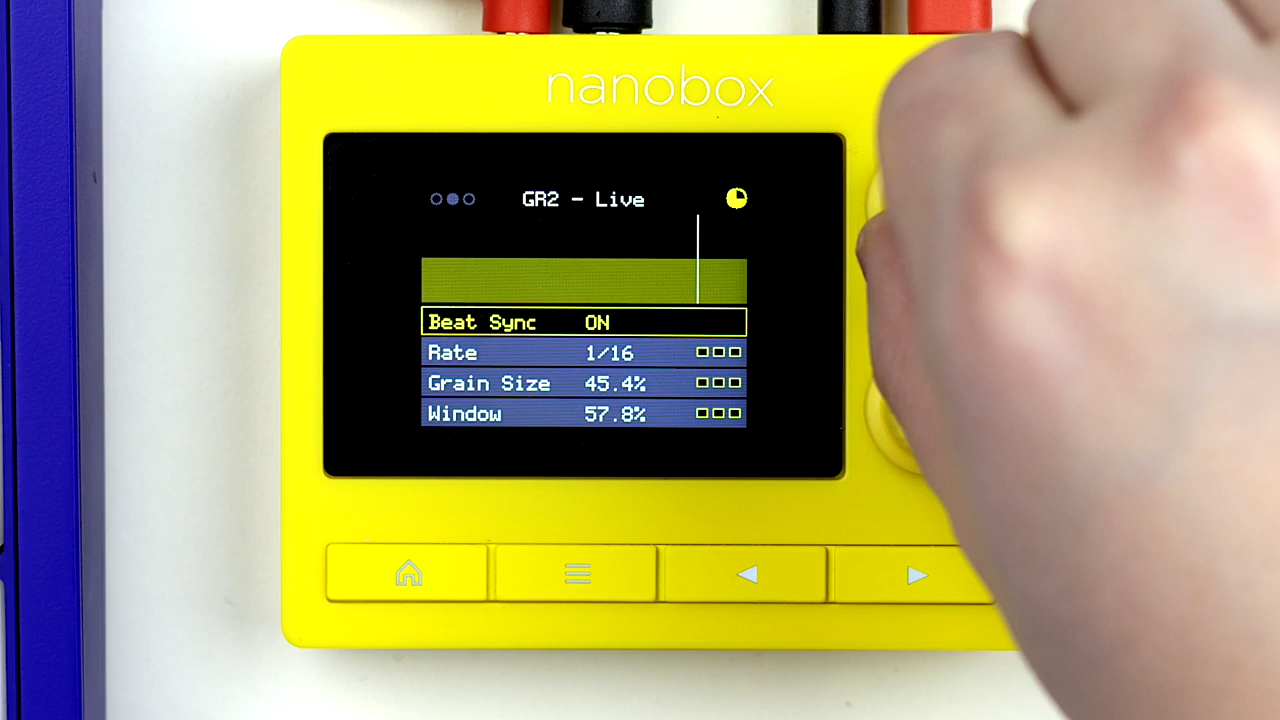 nanobox
GR2 - Live
Beat Sync ON
Rate 1/16
Grain Size 45.4%
Window 57.8%